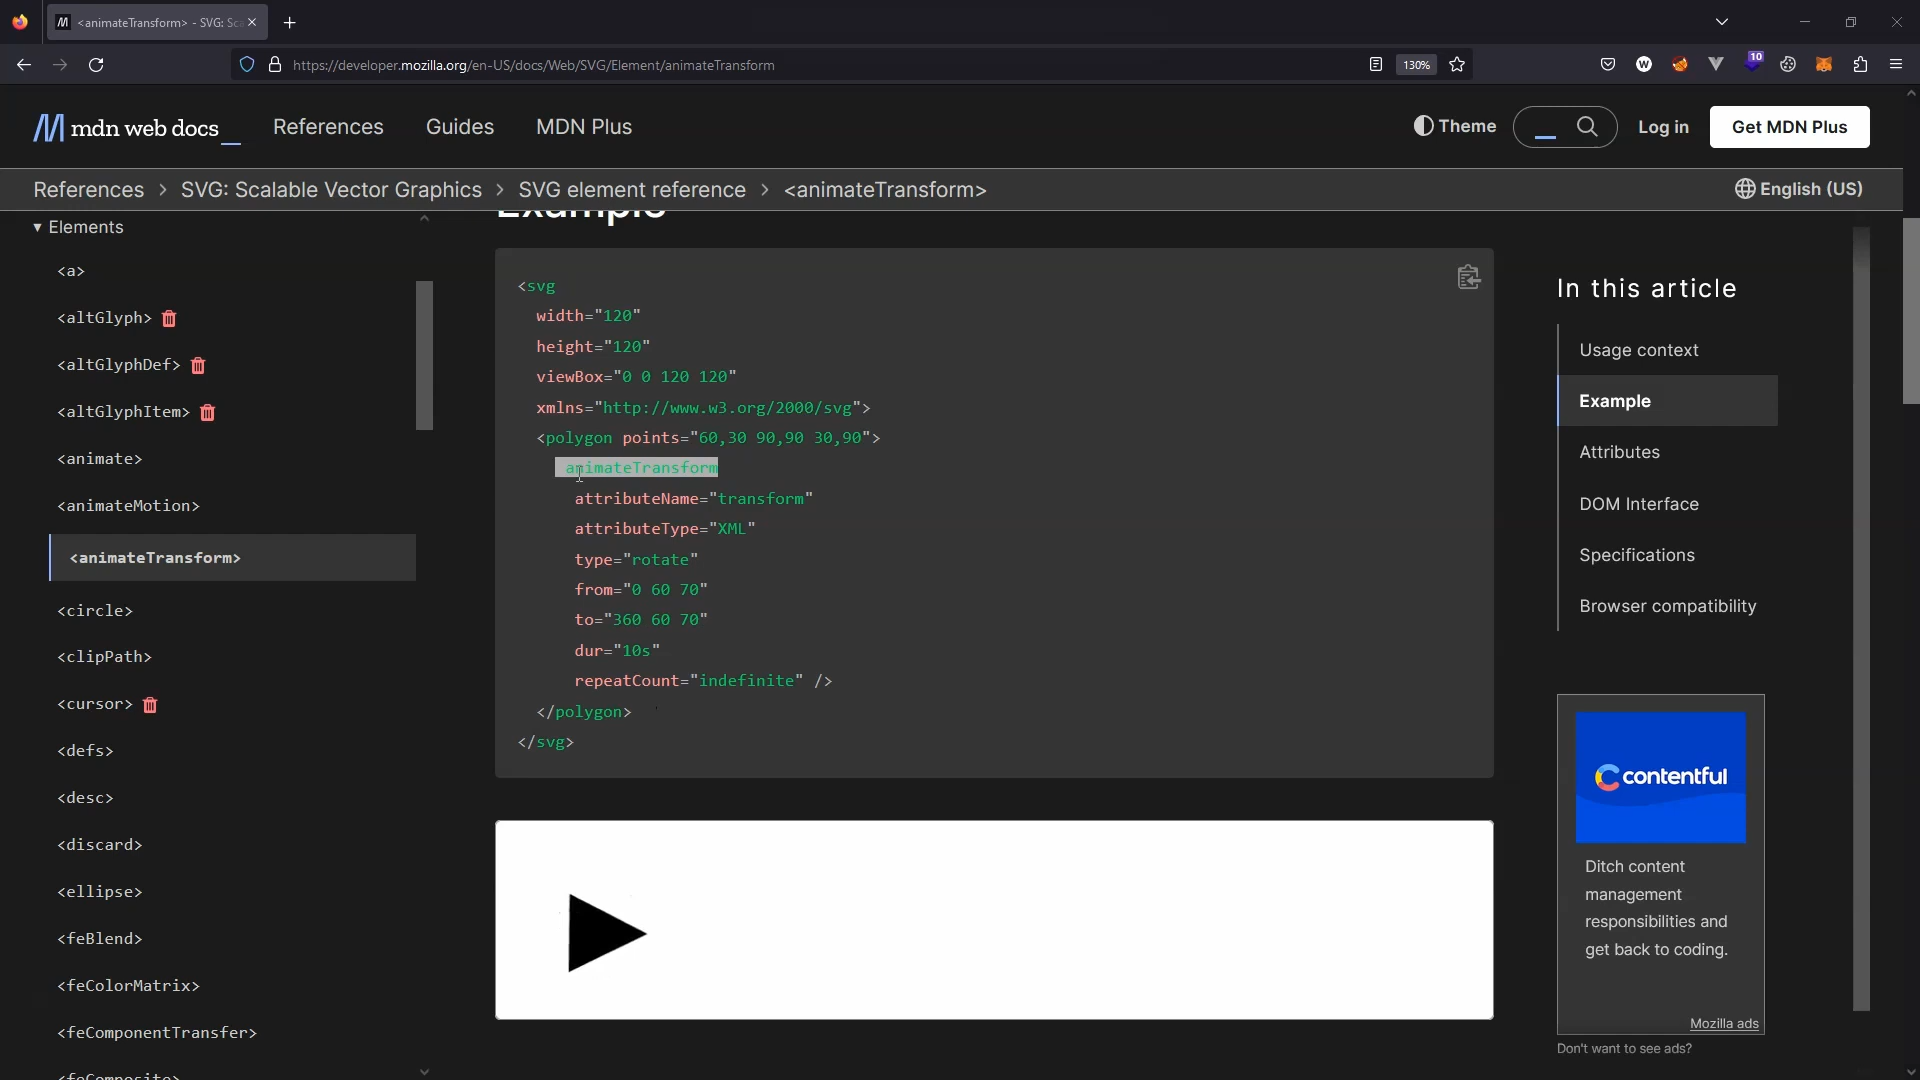 <animateTransform> - SVG: Sc
https://developer.mozilla.org/en-US/docs/Web/SVG/Element/animateTransform
130%
W
10
mdn web docs_
References
Guides
MDN Plus
Theme
Log in
Get MDN Plus
References > SVG: Scalable Vector Graphics > SVG element reference > <animateTransform>
English (US)
Elements
<a>
<altGlyph>
<altGlyphDef>
<altGlyphItem>
<animate>
<animateMotion>
<animateTransform>
<circle>
<clipPath>
<cursor>
<defs>
<desc>
<discard>
<ellipse>
<feBlend>
<feColorMatrix>
<feComponentTransfer>
<feComposite>
Example
<svg
width="120"
height="120"
viewBox="0 0 120 120"
xmlns="http://www.w3.org/2000/svg">
<polygon points="60,30 90,90 30,90">
animateTransform
attributeName="transform"
attributeType="XML"
type="rotate"
from="0 60 70"
to="360 60 70"
dur="10s"
repeatCount="indefinite" />
</polygon>
</svg>
In this article
Usage context
Example
Attributes
DOM Interface
Specifications
Browser compatibility
contentful
Ditch content
management
responsibilities and
get back to coding.
Mozilla ads
Don't want to see ads?